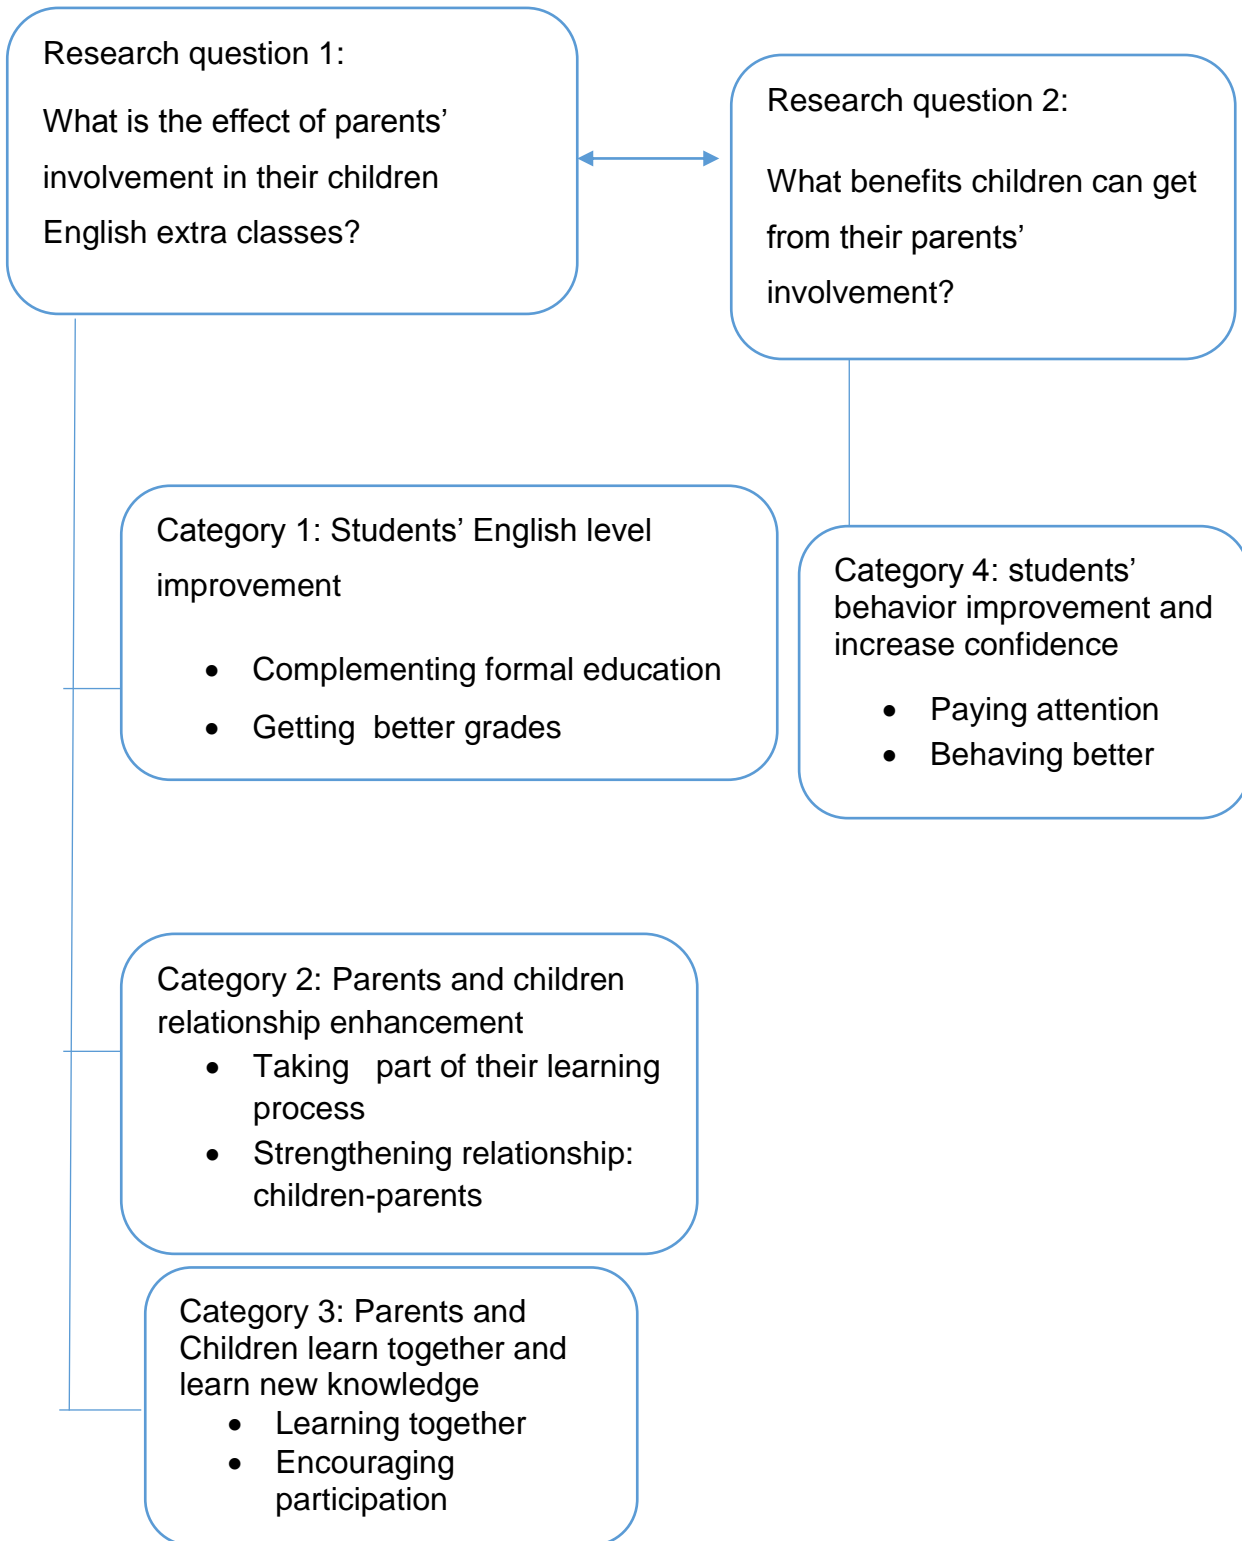 Research question 1:
What is the effect of parents’
involvement in their children
English extra classes?
Research question 2:
What benefits children can get
from their parents’
involvement?
Category 1: Students’ English level
improvement
• Complementing formal education
• Getting  better grades
Category 4: students’
behavior improvement and
increase confidence
• Paying attention
• Behaving better
Category 2: Parents and children
relationship enhancement
• Taking   part of their learning
process
• Strengthening relationship:
children-parents
Category 3: Parents and
Children learn together and
learn new knowledge
• Learning together
• Encouraging
participation